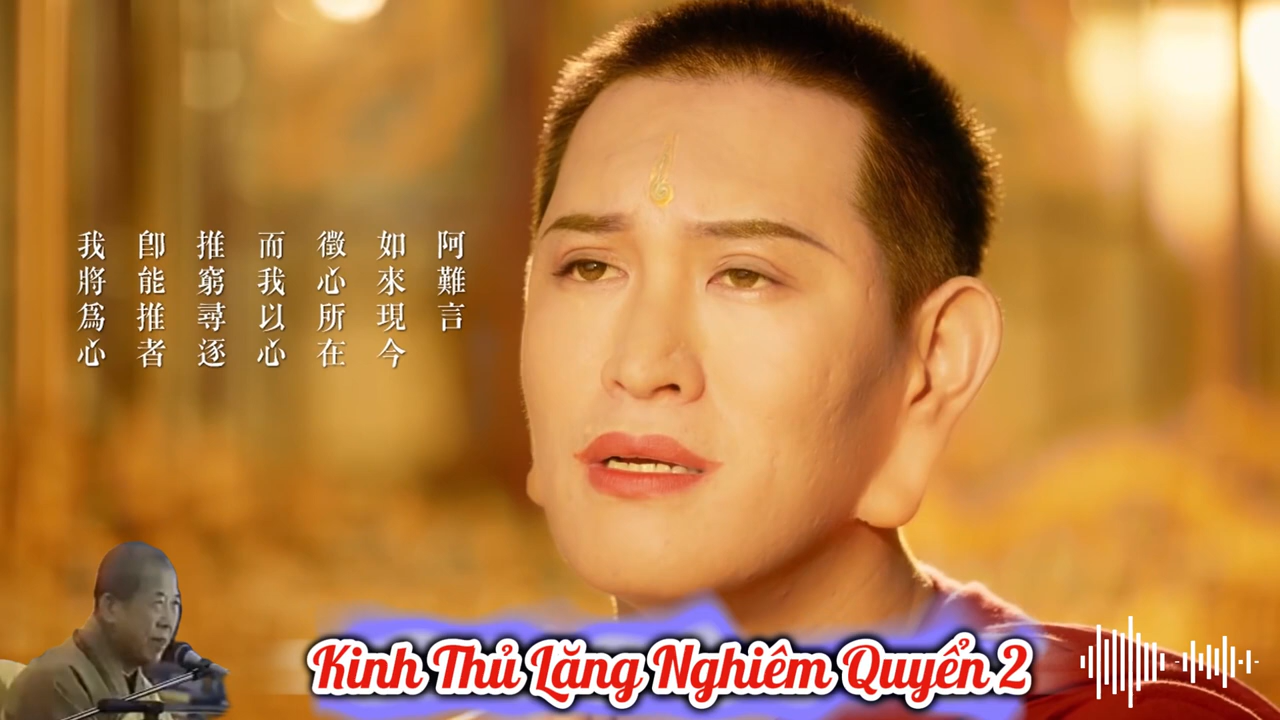 阿難言
如來現今
徵心所在
而我以心
推窮尋逐
卽能推者
我將爲心
Kinh Thủ Lăng Nghiêm Quyển 2